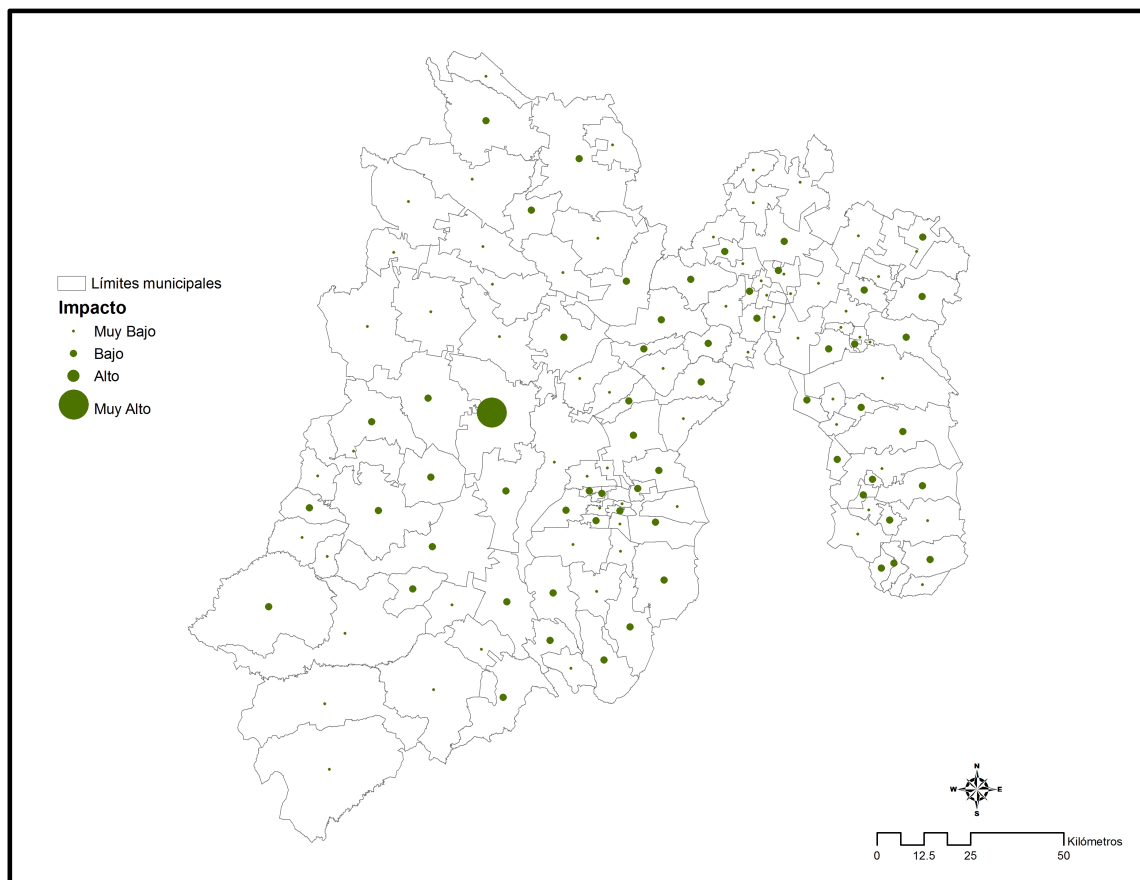 Límites municipales
Impacto
Muy Bajo
Bajo
Alto
Muy Alto
N
W E
S
Kilómetros
0 12.5 25 50